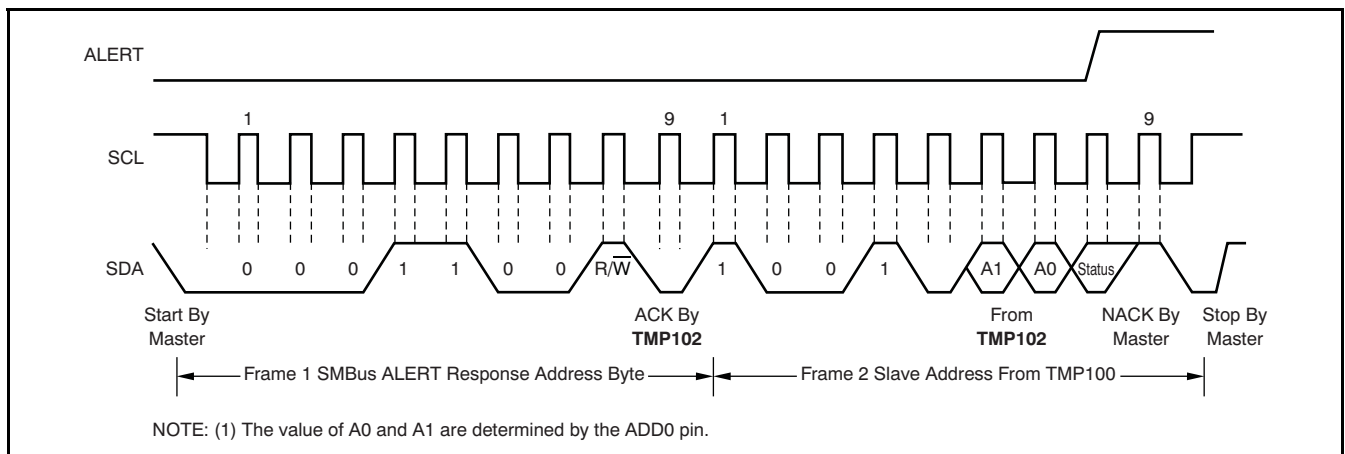 ALERT
1 9 1 9
SCL
SDA
0 0 0 1 1 0 0 R/W̅ 1 0 0 1 A1 A0 Status
Start By Master
ACK By TMP102
From TMP102
NACK By Master
Stop By Master
Frame 1 SMBus ALERT Response Address Byte
Frame 2 Slave Address From TMP100
NOTE: (1) The value of A0 and A1 are determined by the ADD0 pin.